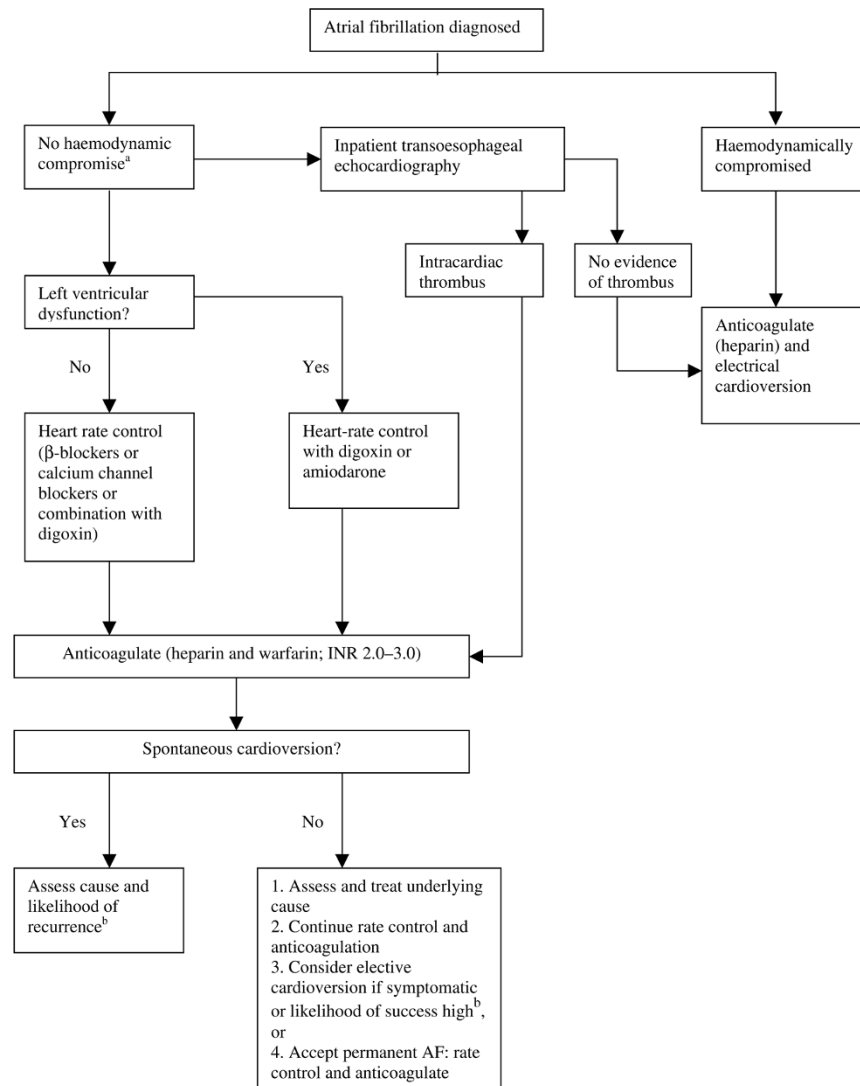 Atrial fibrillation diagnosed
No haemodynamic
compromiseᵃ
Inpatient transoesophageal
echocardiography
Haemodynamically
compromised
Intracardiac
thrombus
No evidence
of thrombus
Left ventricular
dysfunction?
Anticoagulate
(heparin) and
electrical
cardioversion
No
Yes
Heart rate control
(β-blockers or
calcium channel
blockers or
combination with
digoxin)
Heart-rate control
with digoxin or
amiodarone
Anticoagulate (heparin and warfarin; INR 2.0–3.0)
Spontaneous cardioversion?
Yes
No
Assess cause and
likelihood of
recurrenceᵇ
1. Assess and treat underlying
cause
2. Continue rate control and
anticoagulation
3. Consider elective
cardioversion if symptomatic
or likelihood of success highᵇ,
or
4. Accept permanent AF: rate
control and anticoagulate